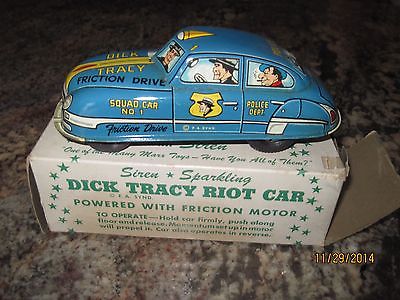 DICK
TRACY
FRICTION DRIVE
SQUAD CAR
NO. 1
POLICE
DEPT.
Friction Drive
© F. A. SYND.
Siren
"One of the Many Marx Toys - Have You All of Them?"
Siren ★ Sparkling
DICK TRACY RIOT CAR
© F. A. SYND.
POWERED WITH FRICTION MOTOR
TO OPERATE—Hold car firmly, push along
floor and release. Momentum set up in motor
will propel it. Car also operates in reverse.
11/29/2014